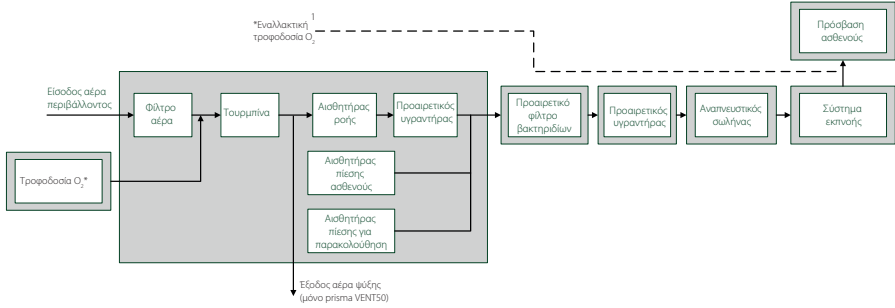 *Εναλλακτική 1
τροφοδοσία O2
Πρόσβαση
ασθενούς
Είσοδος αέρα
περιβάλλοντος
Φίλτρο
αέρα
Τουρμπίνα
Αισθητήρας
ροής
Προαιρετικός
υγραντήρας
Προαιρετικό
φίλτρο
βακτηριδίων
Προαιρετικός
υγραντήρας
Αναπνευστικός
σωλήνας
Σύστημα
εκπνοής
Τροφοδοσία O2*
Αισθητήρας
πίεσης
ασθενούς
Αισθητήρας
πίεσης για
παρακολούθηση
Έξοδος αέρα ψύξης
(μόνο prisma VENT50)